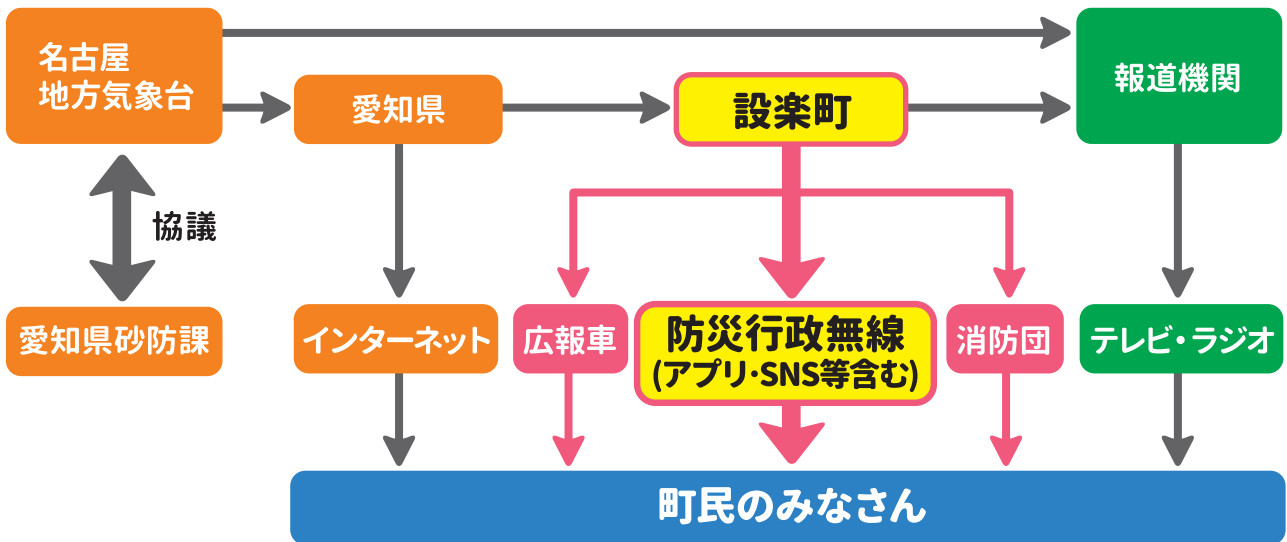 名古屋
地方気象台
愛知県
設楽町
報道機関
協議
愛知県砂防課
インターネット
広報車
防災行政無線
(アプリ・SNS等含む)
消防団
テレビ・ラジオ
町民のみなさん